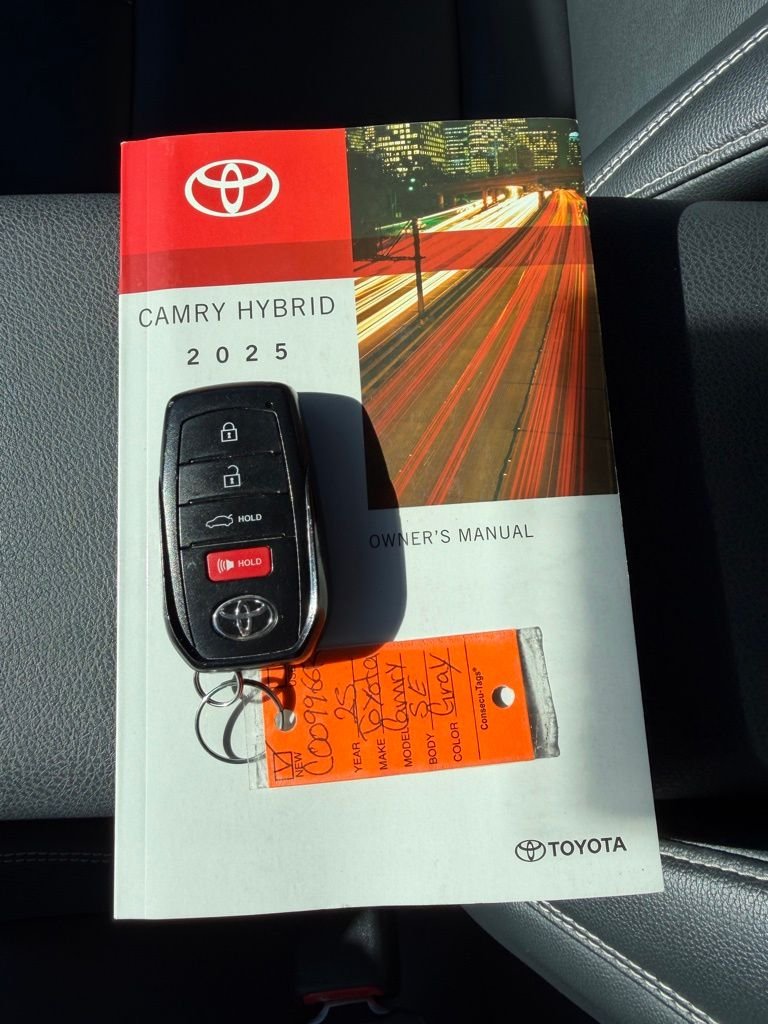 CAMRY HYBRID
2025
HOLD
HOLD
OWNER'S MANUAL
NEW
YEAR 25
MAKE Toyota
MODEL Camry
BODY SE
COLOR Gray
Consecu-Tags®
TOYOTA